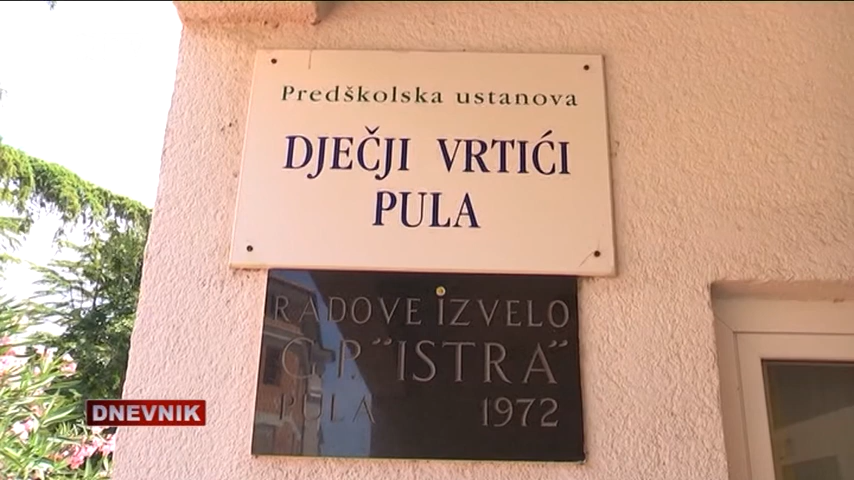 Predškolska ustanova
DJEČJI VRTIĆI
PULA
RADOVE IZVELO
G.P. "ISTRA"
PULA 1972
DNEVNIK